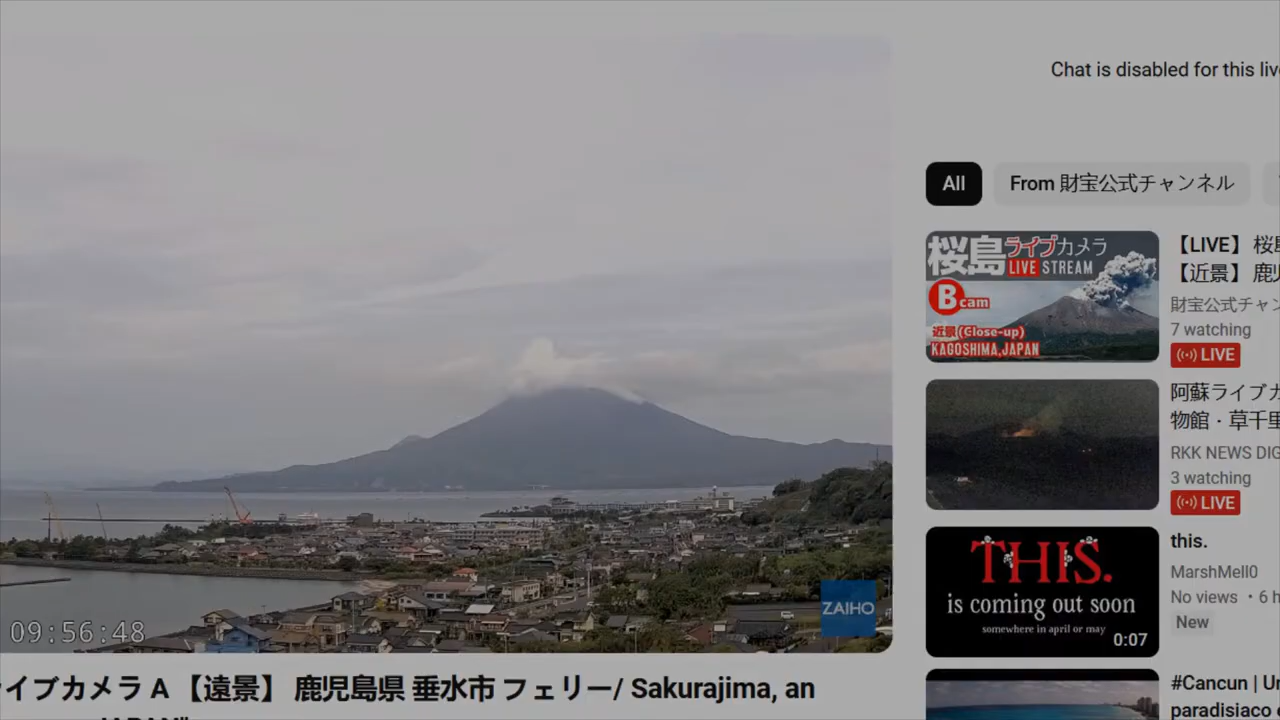 Chat is disabled for this live
All
From 財宝公式チャンネル
桜島ライブカメラ
LIVE STREAM
B cam
近景(Close-up)
KAGOSHIMA,JAPAN
【LIVE】 桜島
【近景】 鹿児
財宝公式チャン
7 watching
LIVE
阿蘇ライブカ
物館・草千里
RKK NEWS DIG
3 watching
LIVE
THIS.
is coming out soon
somewhere in april or may
0:07
this.
MarshMell0
No views • 6 h
New
ZAIHO
09:56:48
イブカメラ A 【遠景】 鹿児島県 垂水市 フェリー/ Sakurajima, an
JAPAN"
#Cancun | Un
paradisiaco